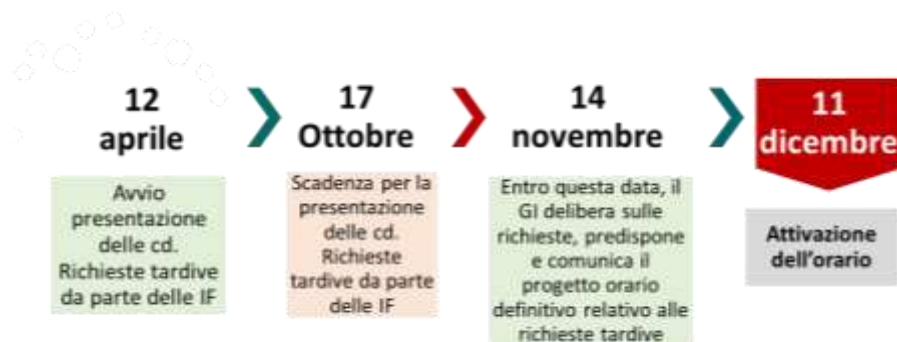 12
aprile
Avvio
presentazione
delle cd.
Richieste tardive
da parte delle IF
17
Ottobre
Scadenza per la
presentazione
delle cd.
Richieste
tardive da parte
delle IF
14
novembre
Entro questa data, il
GI delibera sulle
richieste, predispone
e comunica il
progetto orario
definitivo relativo alle
richieste tardive
11
dicembre
Attivazione
dell'orario